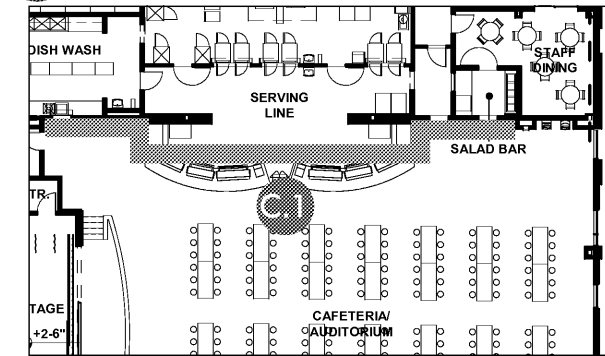 DISH WASH
STAFF
DINING
SERVING
LINE
SALAD BAR
C.1
TR.
TAGE
+2-6"
CAFETERIA/
AUDITORIUM